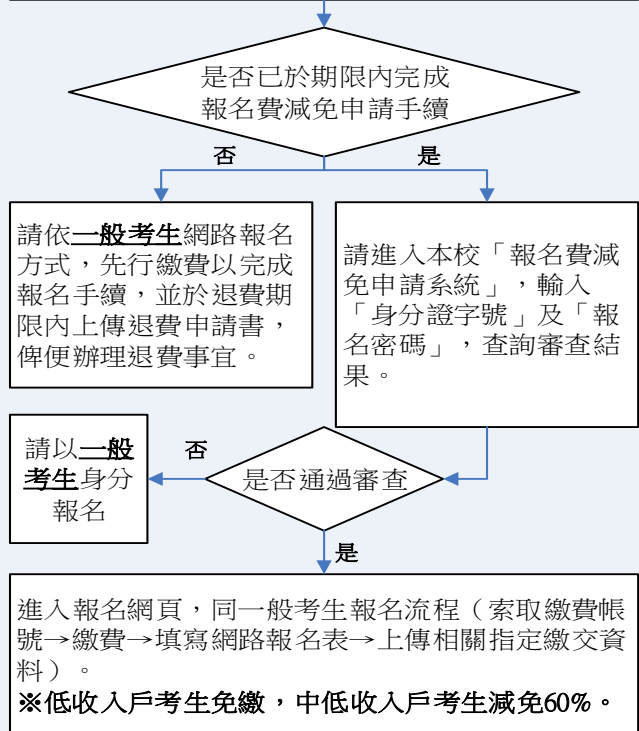 是否已於期限內完成
報名費減免申請手續
否
是
請依一般考生網路報名
方式，先行繳費以完成
報名手續，並於退費期
限內上傳退費申請書，
俾便辦理退費事宜。
請進入本校「報名費減
免申請系統」，輸入
「身分證字號」及「報
名密碼」，查詢審查結
果。
是否通過審查
否
請以一般
考生身分
報名
是
進入報名網頁，同一般考生報名流程（索取繳費帳
號→繳費→填寫網路報名表→上傳相關指定繳交資
料）。
※低收入戶考生免繳，中低收入戶考生減免60%。